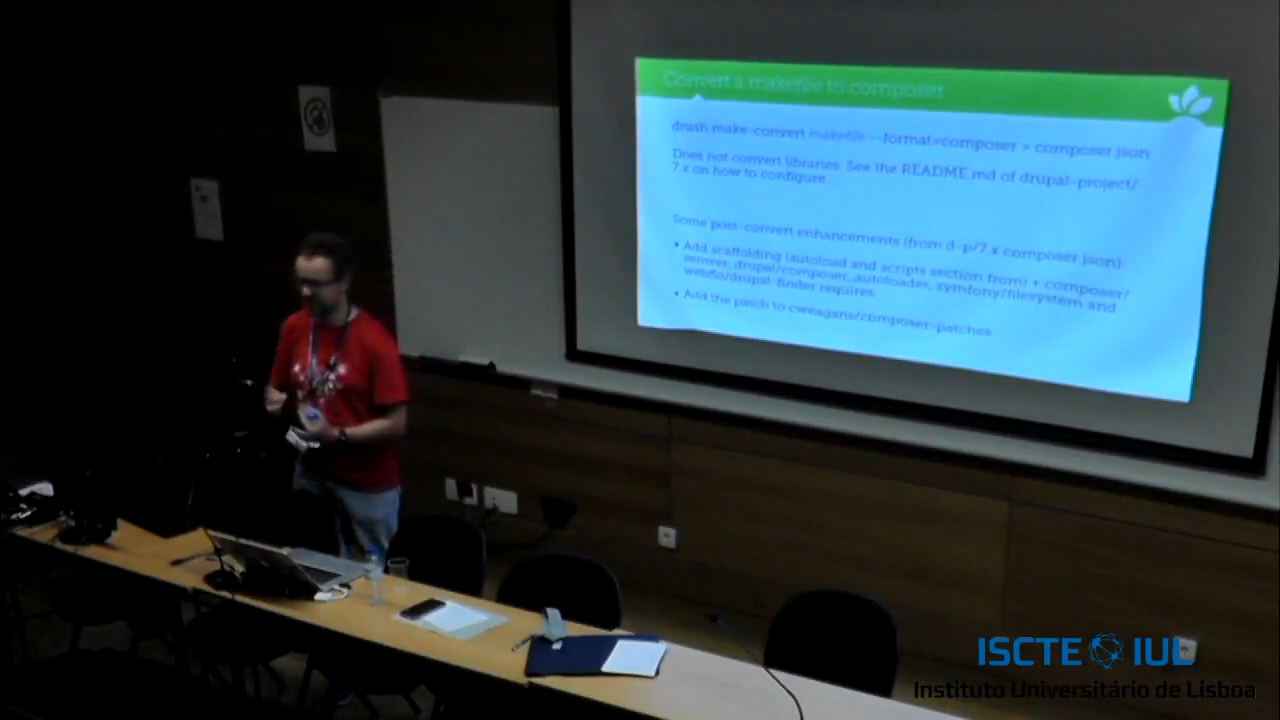 Convert a makefile to composer
drush make-convert makefile --format=composer > composer.json
Does not convert libraries. See the README.md of drupal-project/
7.x on how to configure.
Some post-convert enhancements (from d-p/7.x composer.json)
• Add scaffolding (autoload and scripts section from) + composer/
semver, drupal/composer_autoloader, symfony/filesystem and
webflo/drupal-finder requires
• Add the patch to cweagans/composer-patches
ISCTE IUL
Instituto Universitário de Lisboa